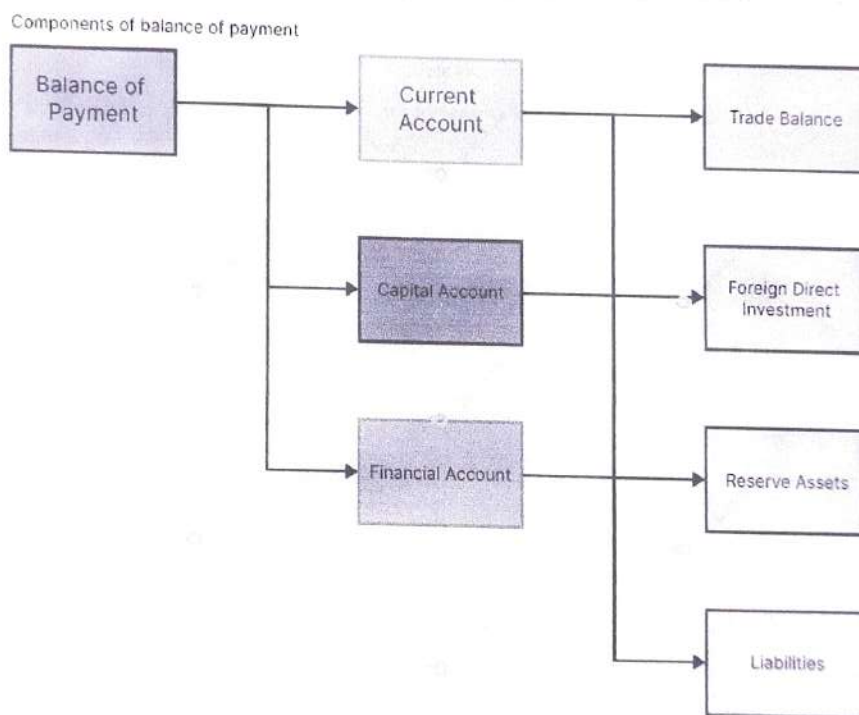 Components of balance of payment
Balance of
Payment
Current
Account
Trade Balance
Capital Account
Foreign Direct
Investment
Financial Account
Reserve Assets
Liabilities